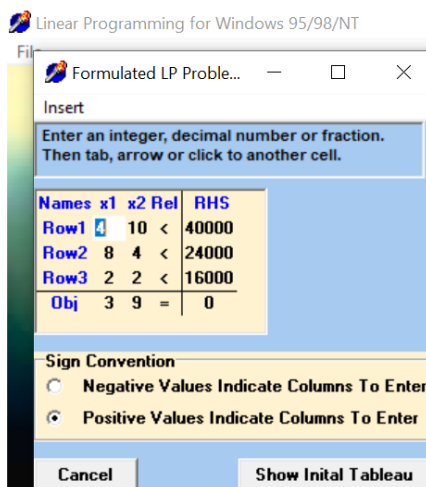 Linear Programming for Windows 95/98/NT
Fil
Formulated LP Proble...
Insert
Enter an integer, decimal number or fraction.
Then tab, arrow or click to another cell.
Names x1 x2 Rel RHS
Row1 4 10 < 40000
Row2 8 4 < 24000
Row3 2 2 < 16000
Obj 3 9 = 0
Sign Convention
Negative Values Indicate Columns To Enter
Positive Values Indicate Columns To Enter
Cancel Show Inital Tableau